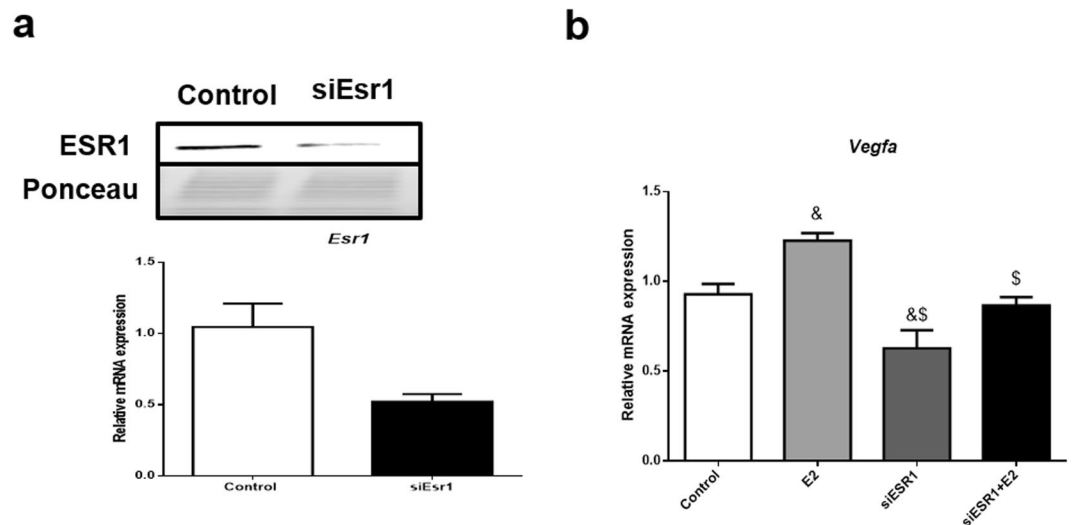 a
Control siEsr1
ESR1
Ponceau
Esr1
1.5
1.0
0.5
0.0
Relative mRNA expression
Control siEsr1
b
Vegfa
1.5
1.0
0.5
0.0
Relative mRNA expression
&
&$
$
Control E2 siESR1 siESR1+E2